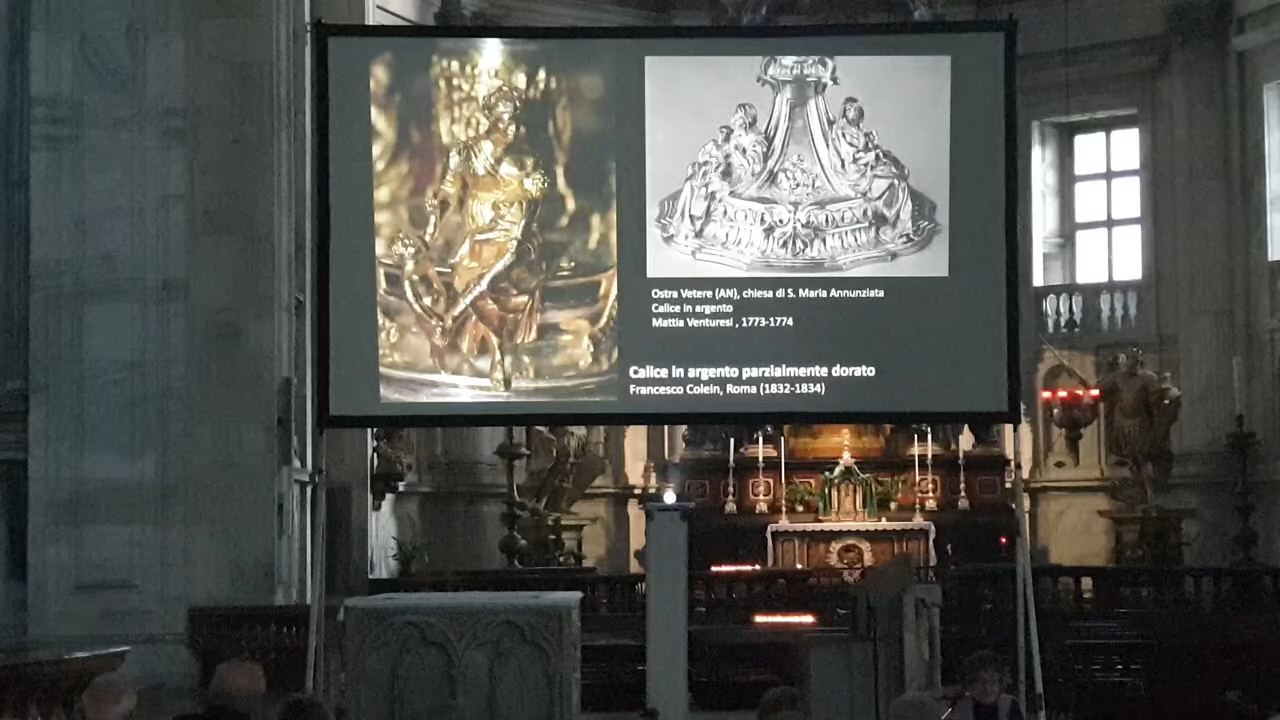 Ostra Vetere (AN), chiesa di S. Maria Annunziata
Calice in argento
Mattia Venturesi , 1773-1774
Calice in argento parzialmente dorato
Francesco Colein, Roma (1832-1834)